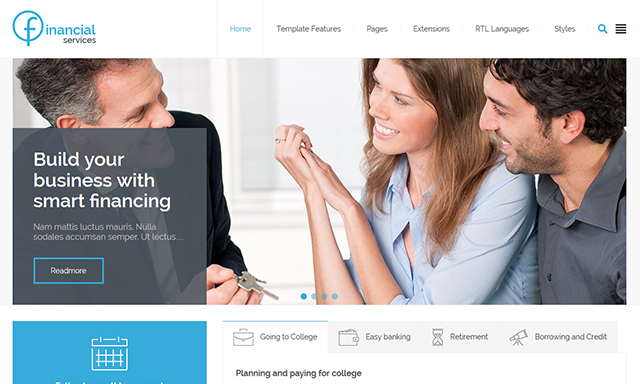 financial
services
Home
Template Features
Pages
Extensions
RTL Languages
Styles
Build your
business with
smart financing
Nam mattis luctus mauris. Nulla
sodales accumsan semper. Ut lectus...
Readmore
Going to College
Easy banking
Retirement
Borrowing and Credit
Planning and paying for college